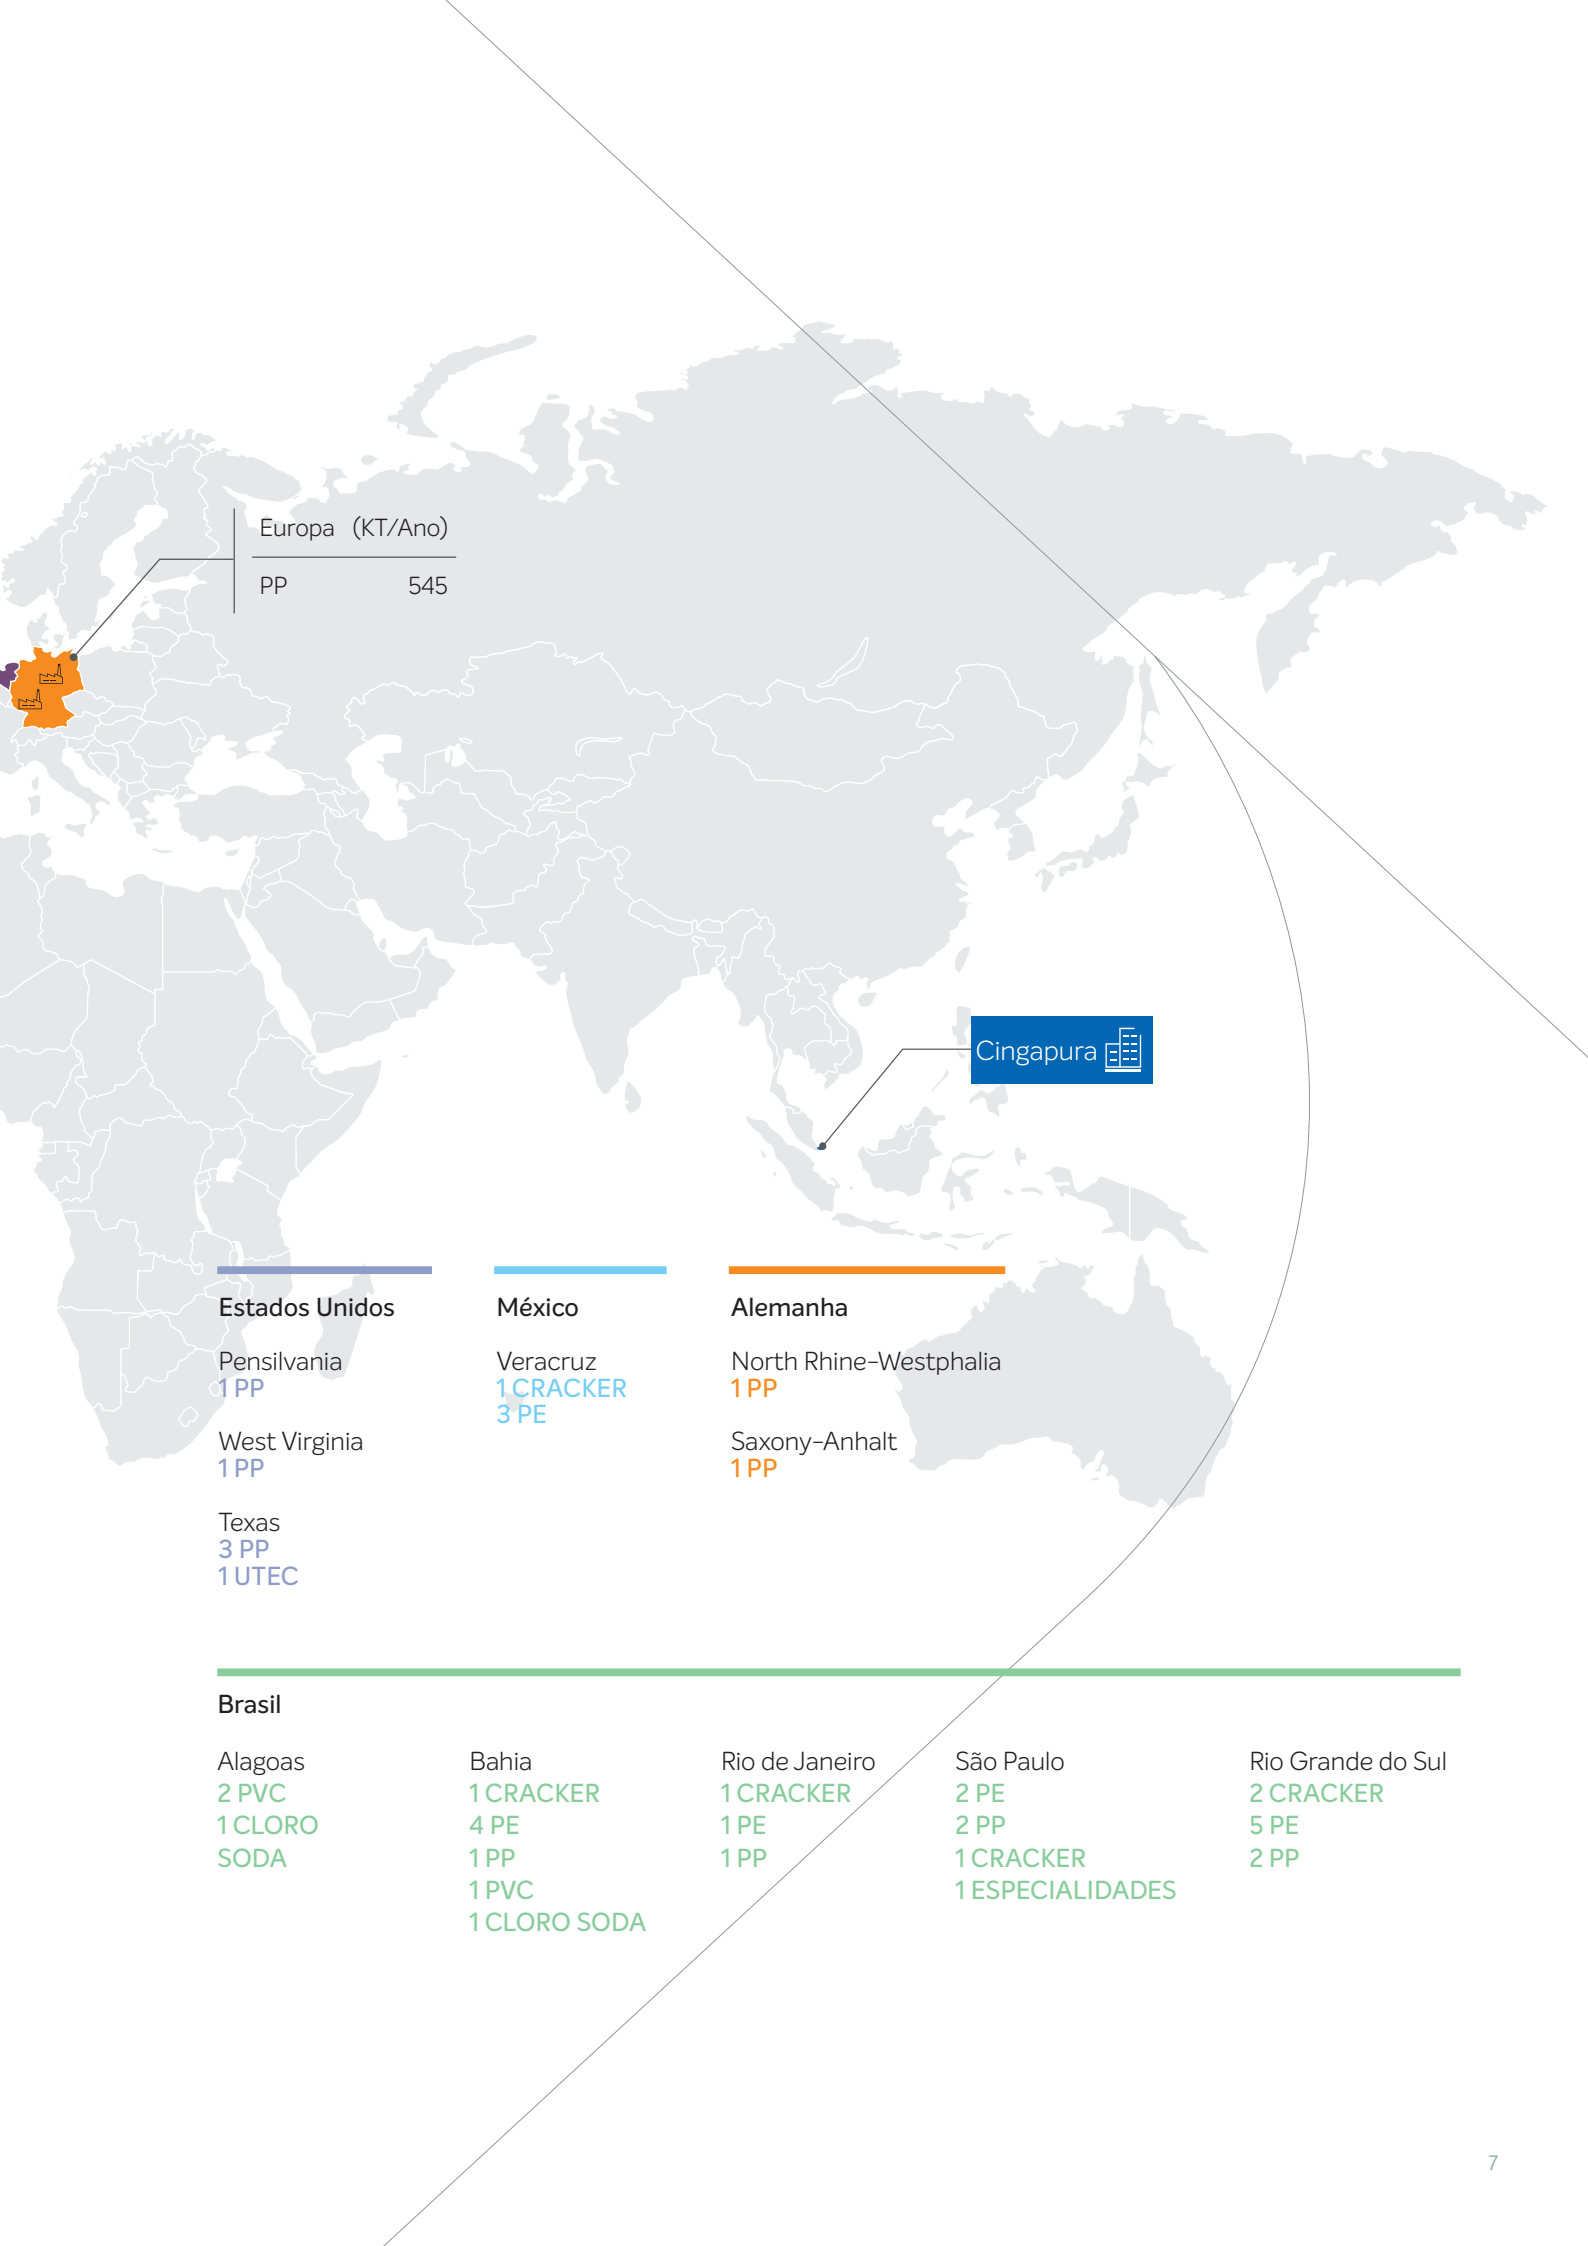 Europa (KT/Ano)
PP 545
Cingapura
Estados Unidos
Pensilvania
1 PP
West Virginia
1 PP
Texas
3 PP
1 UTEC
México
Veracruz
1 CRACKER
3 PE
Alemanha
North Rhine-Westphalia
1 PP
Saxony-Anhalt
1 PP
Brasil
Alagoas
2 PVC
1 CLORO
SODA
Bahia
1 CRACKER
4 PE
1 PP
1 PVC
1 CLORO SODA
Rio de Janeiro
1 CRACKER
1 PE
1 PP
São Paulo
2 PE
2 PP
1 CRACKER
1 ESPECIALIDADES
Rio Grande do Sul
2 CRACKER
5 PE
2 PP
7